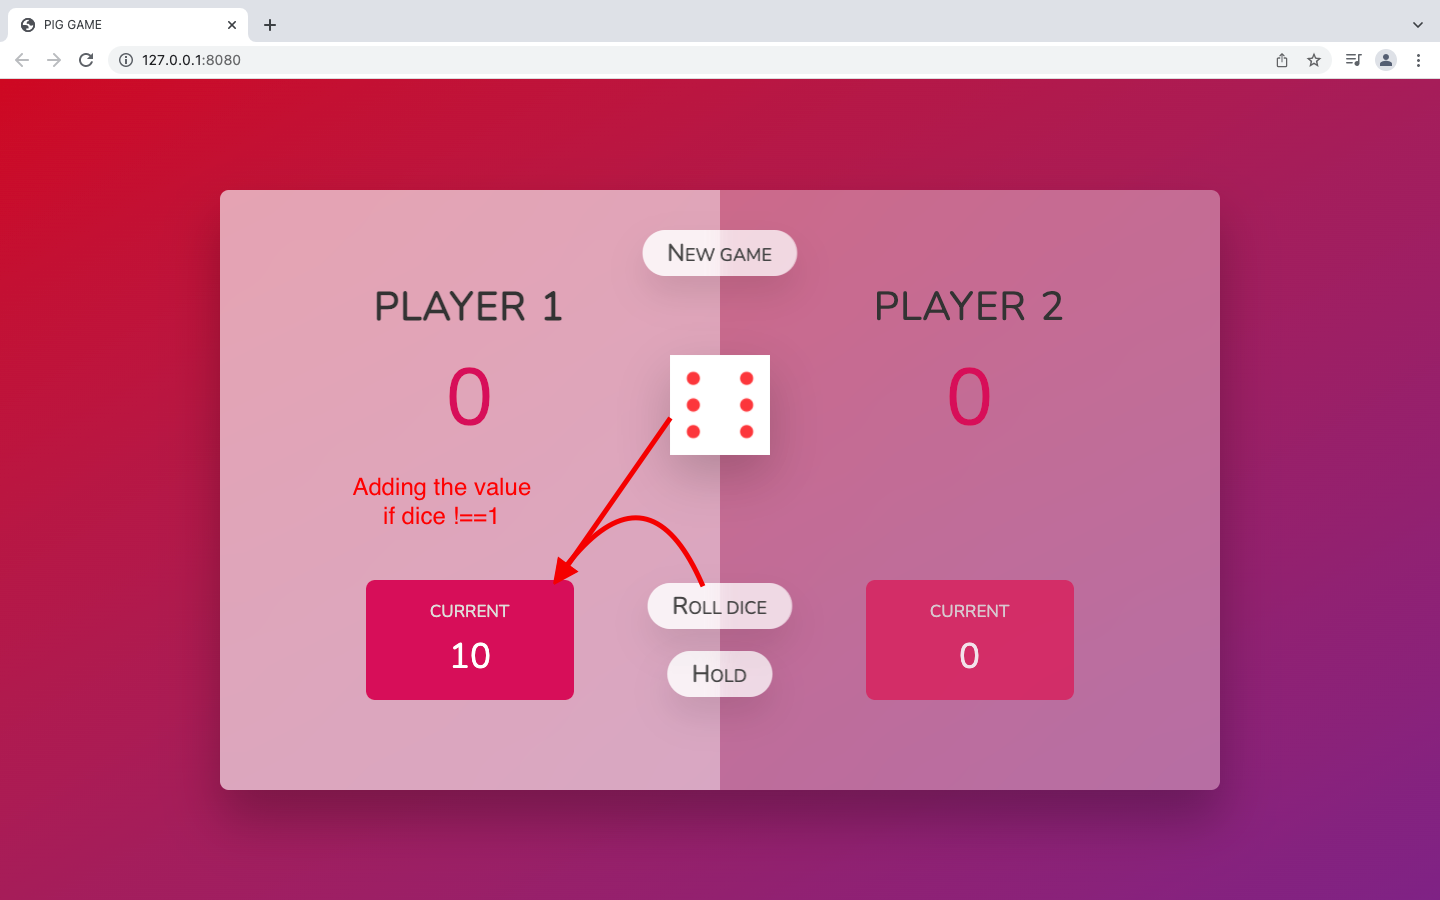 PIG GAME
127.0.0.1:8080
NEW GAME
PLAYER 1
PLAYER 2
0
0
Adding the value
if dice !==1
CURRENT
10
ROLL DICE
HOLD
CURRENT
0